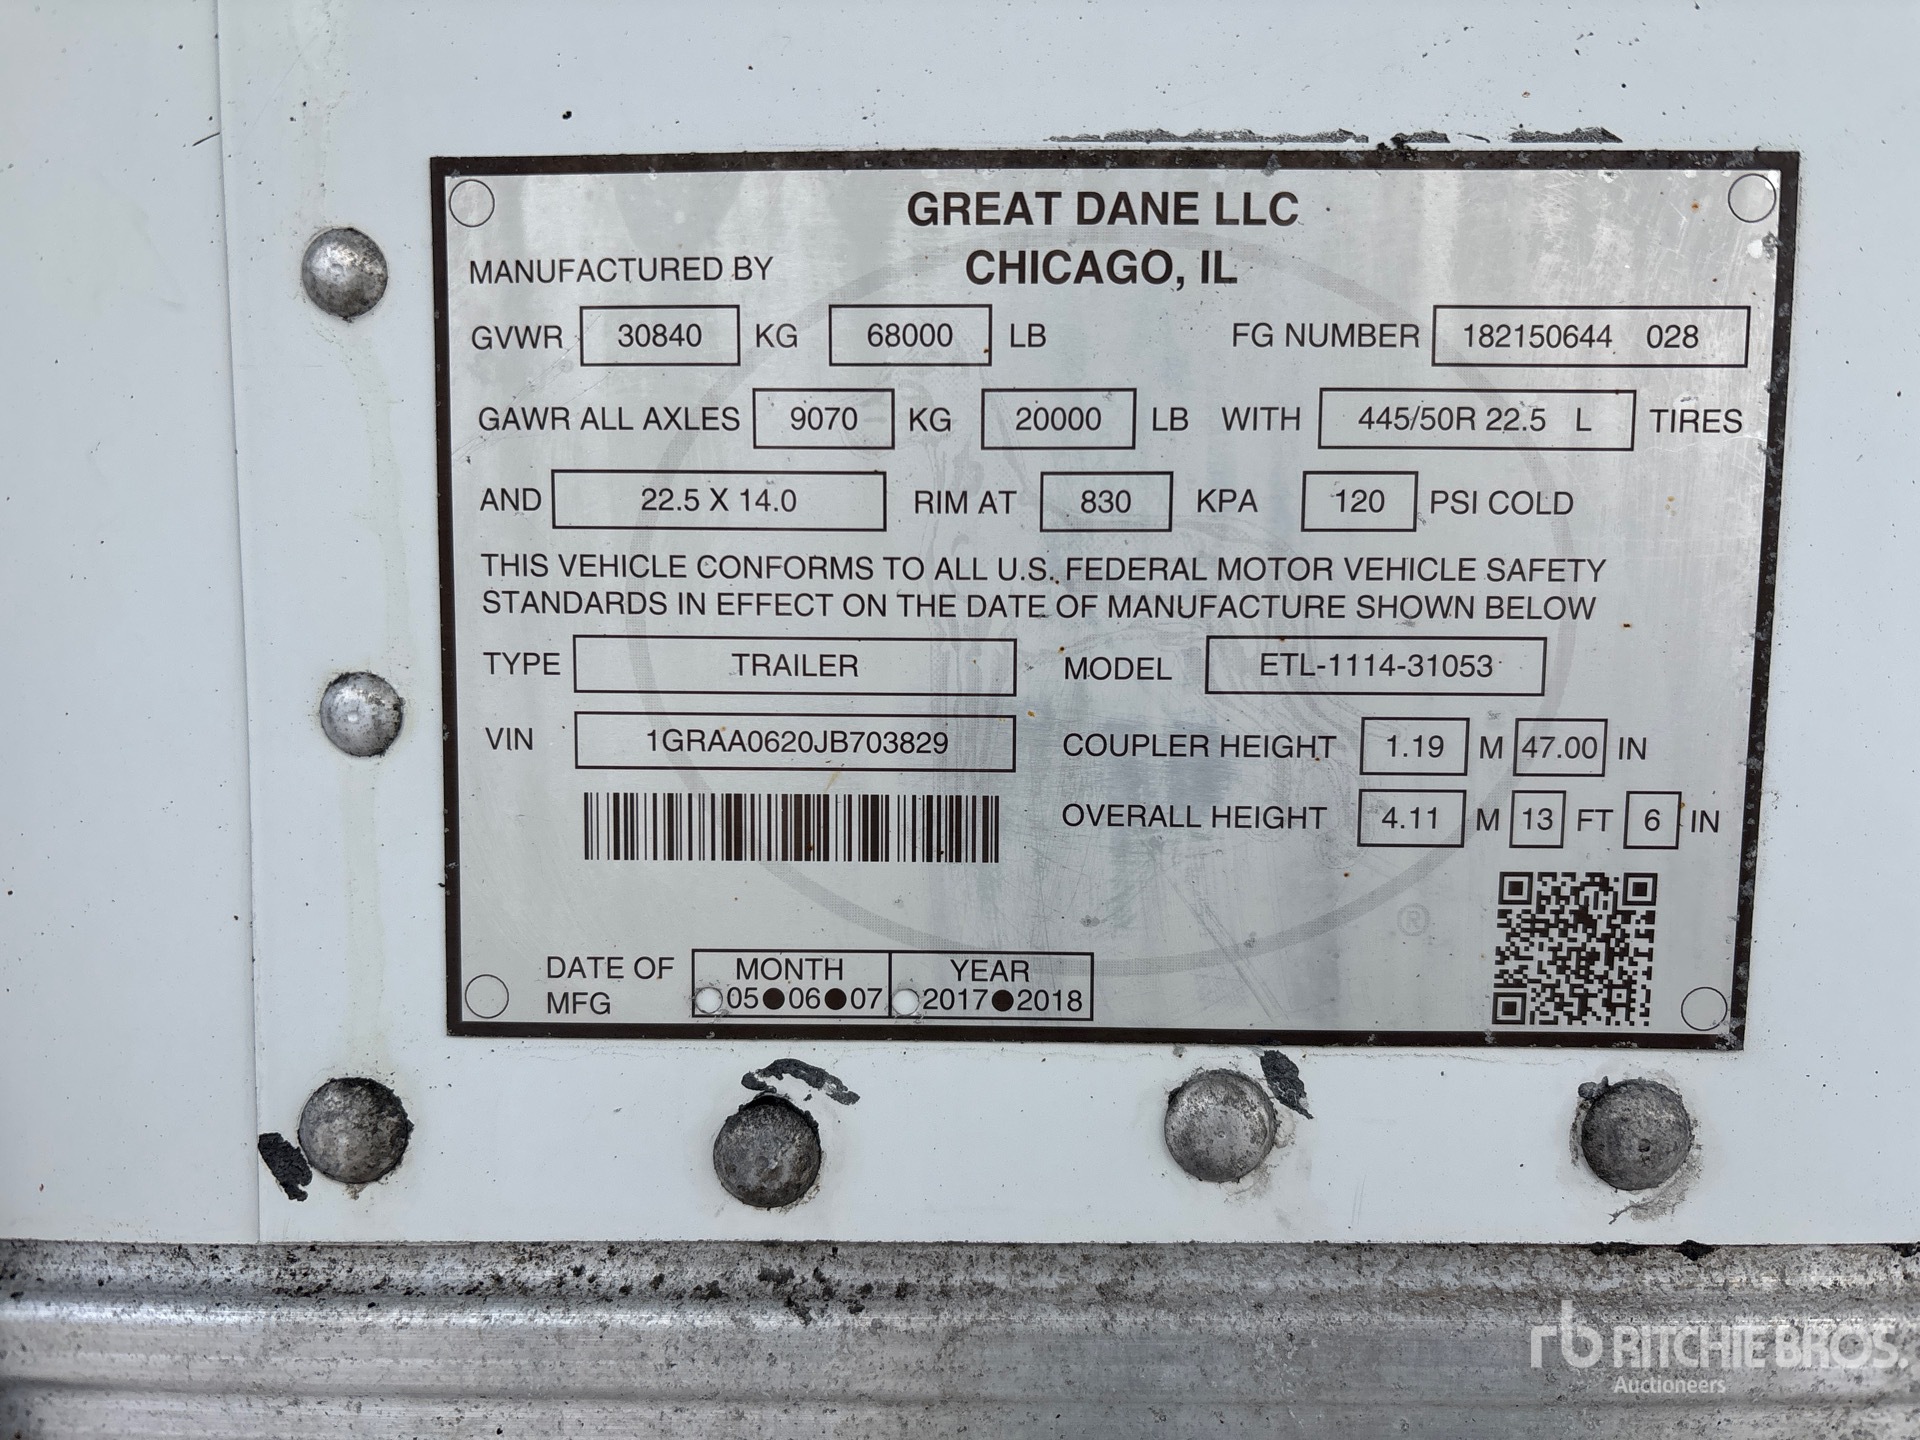 GREAT DANE LLC
MANUFACTURED BY CHICAGO, IL
GVWR 30840 KG 68000 LB FG NUMBER 182150644 028
GAWR ALL AXLES 9070 KG 20000 LB WITH 445/50R 22.5 L TIRES
AND 22.5 X 14.0 RIM AT 830 KPA 120 PSI COLD
THIS VEHICLE CONFORMS TO ALL U.S. FEDERAL MOTOR VEHICLE SAFETY
STANDARDS IN EFFECT ON THE DATE OF MANUFACTURE SHOWN BELOW
TYPE TRAILER MODEL ETL-1114-31053
VIN 1GRAA0620JB703829 COUPLER HEIGHT 1.19 M 47.00 IN
OVERALL HEIGHT 4.11 M 13 FT 6 IN
®
DATE OF MONTH YEAR
MFG 05 06 07 2017 2018
rb RITCHIE BROS.
Auctioneers